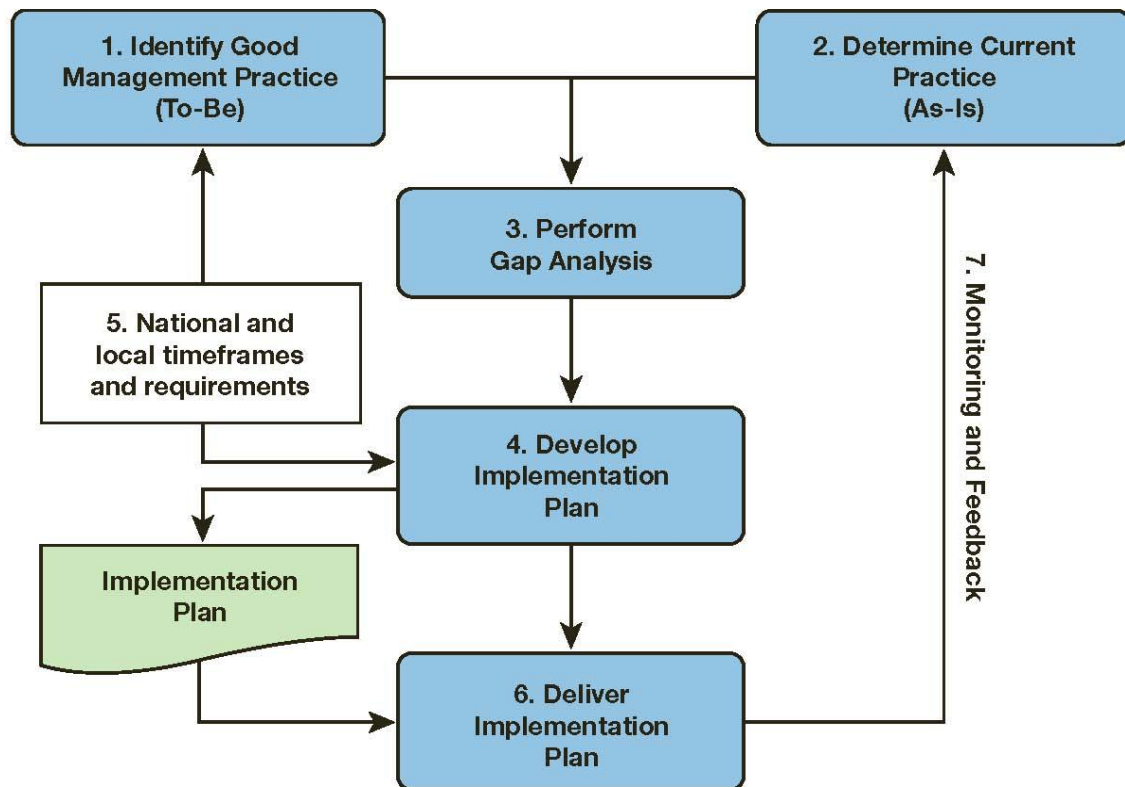 1. Identify Good
Management Practice
(To-Be)
2. Determine Current
Practice
(As-Is)
3. Perform
Gap Analysis
5. National and
local timeframes
and requirements
4. Develop
Implementation
Plan
Implementation
Plan
6. Deliver
Implementation
Plan
7. Monitoring and Feedback